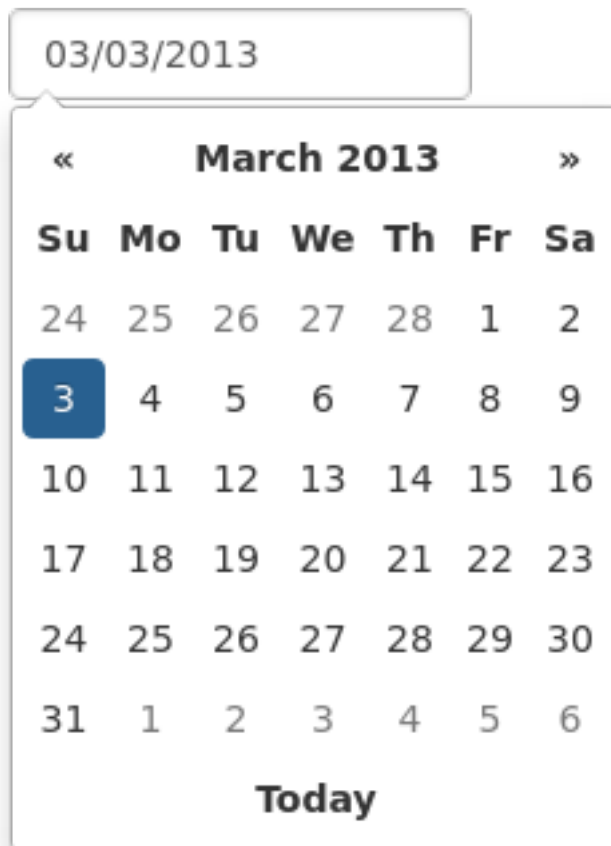 03/03/2013
« March 2013 »
Su Mo Tu We Th Fr Sa
24 25 26 27 28 1 2
3 4 5 6 7 8 9
10 11 12 13 14 15 16
17 18 19 20 21 22 23
24 25 26 27 28 29 30
31 1 2 3 4 5 6
Today